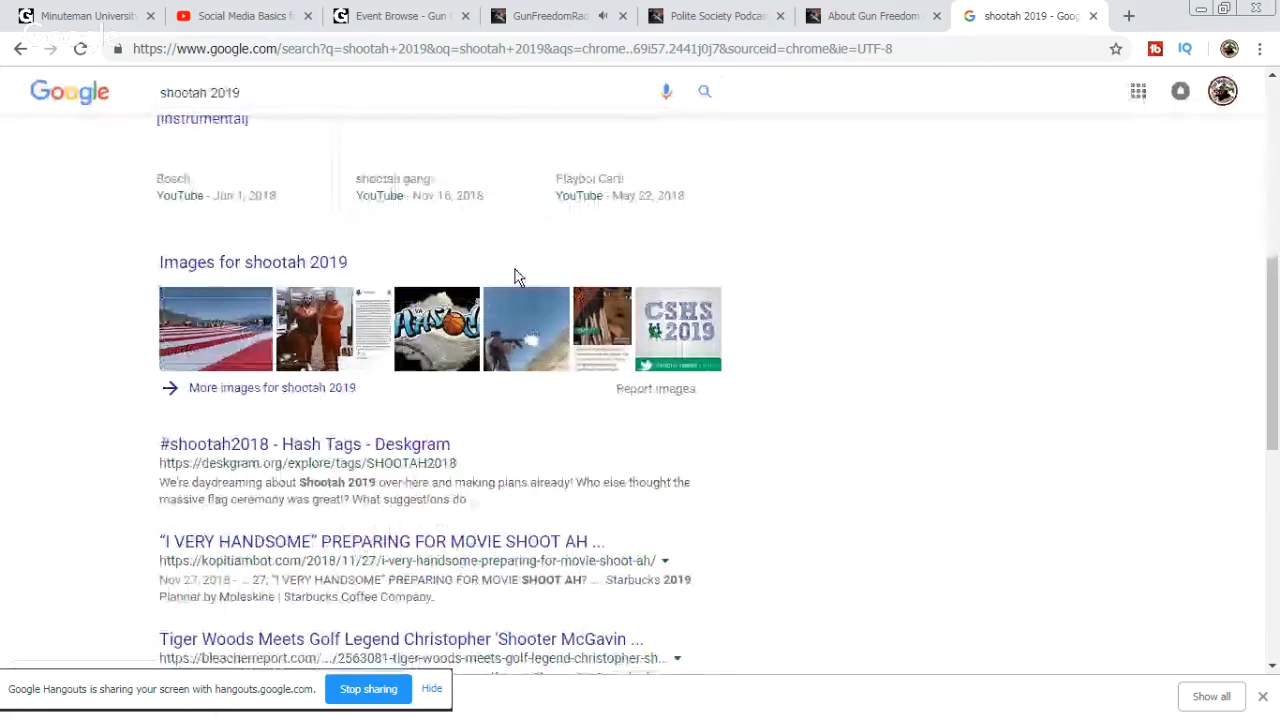 Minuteman Universit
Social Media Basics f
Event Browse - Gun
GunFreedomRad
Polite Society Podcas
About Gun Freedom
shootah 2019 - Goog
https://www.google.com/search?q=shootah+2019&oq=shootah+2019&aqs=chrome..69i57.2441j0j7&sourceid=chrome&ie=UTF-8
Google
shootah 2019
[Instrumental]
Bosch
shootah gang
Playboi Carti
YouTube - Jun 1, 2018
YouTube - Nov 16, 2018
YouTube - May 22, 2018
Images for shootah 2019
CSHS
2019
More images for shootah 2019
Report images
#shootah2018 - Hash Tags - Deskgram
https://deskgram.org/explore/tags/SHOOTAH2018
We're daydreaming about Shootah 2019 over here and making plans already! Who else thought the
massive flag ceremony was great!? What suggestions do
“I VERY HANDSOME” PREPARING FOR MOVIE SHOOT AH ...
https://kopitiambot.com/2018/11/27/i-very-handsome-preparing-for-movie-shoot-ah/
Nov 27, 2018 - ... 27, “I VERY HANDSOME” PREPARING FOR MOVIE SHOOT AH? ... Starbucks 2019
Planner by Moleskine | Starbucks Coffee Company.
Tiger Woods Meets Golf Legend Christopher 'Shooter McGavin ...
https://bleacherreport.com/.../2563081-tiger-woods-meets-golf-legend-christopher-sh...
Google Hangouts is sharing your screen with hangouts.google.com.
Stop sharing
Hide
Show all